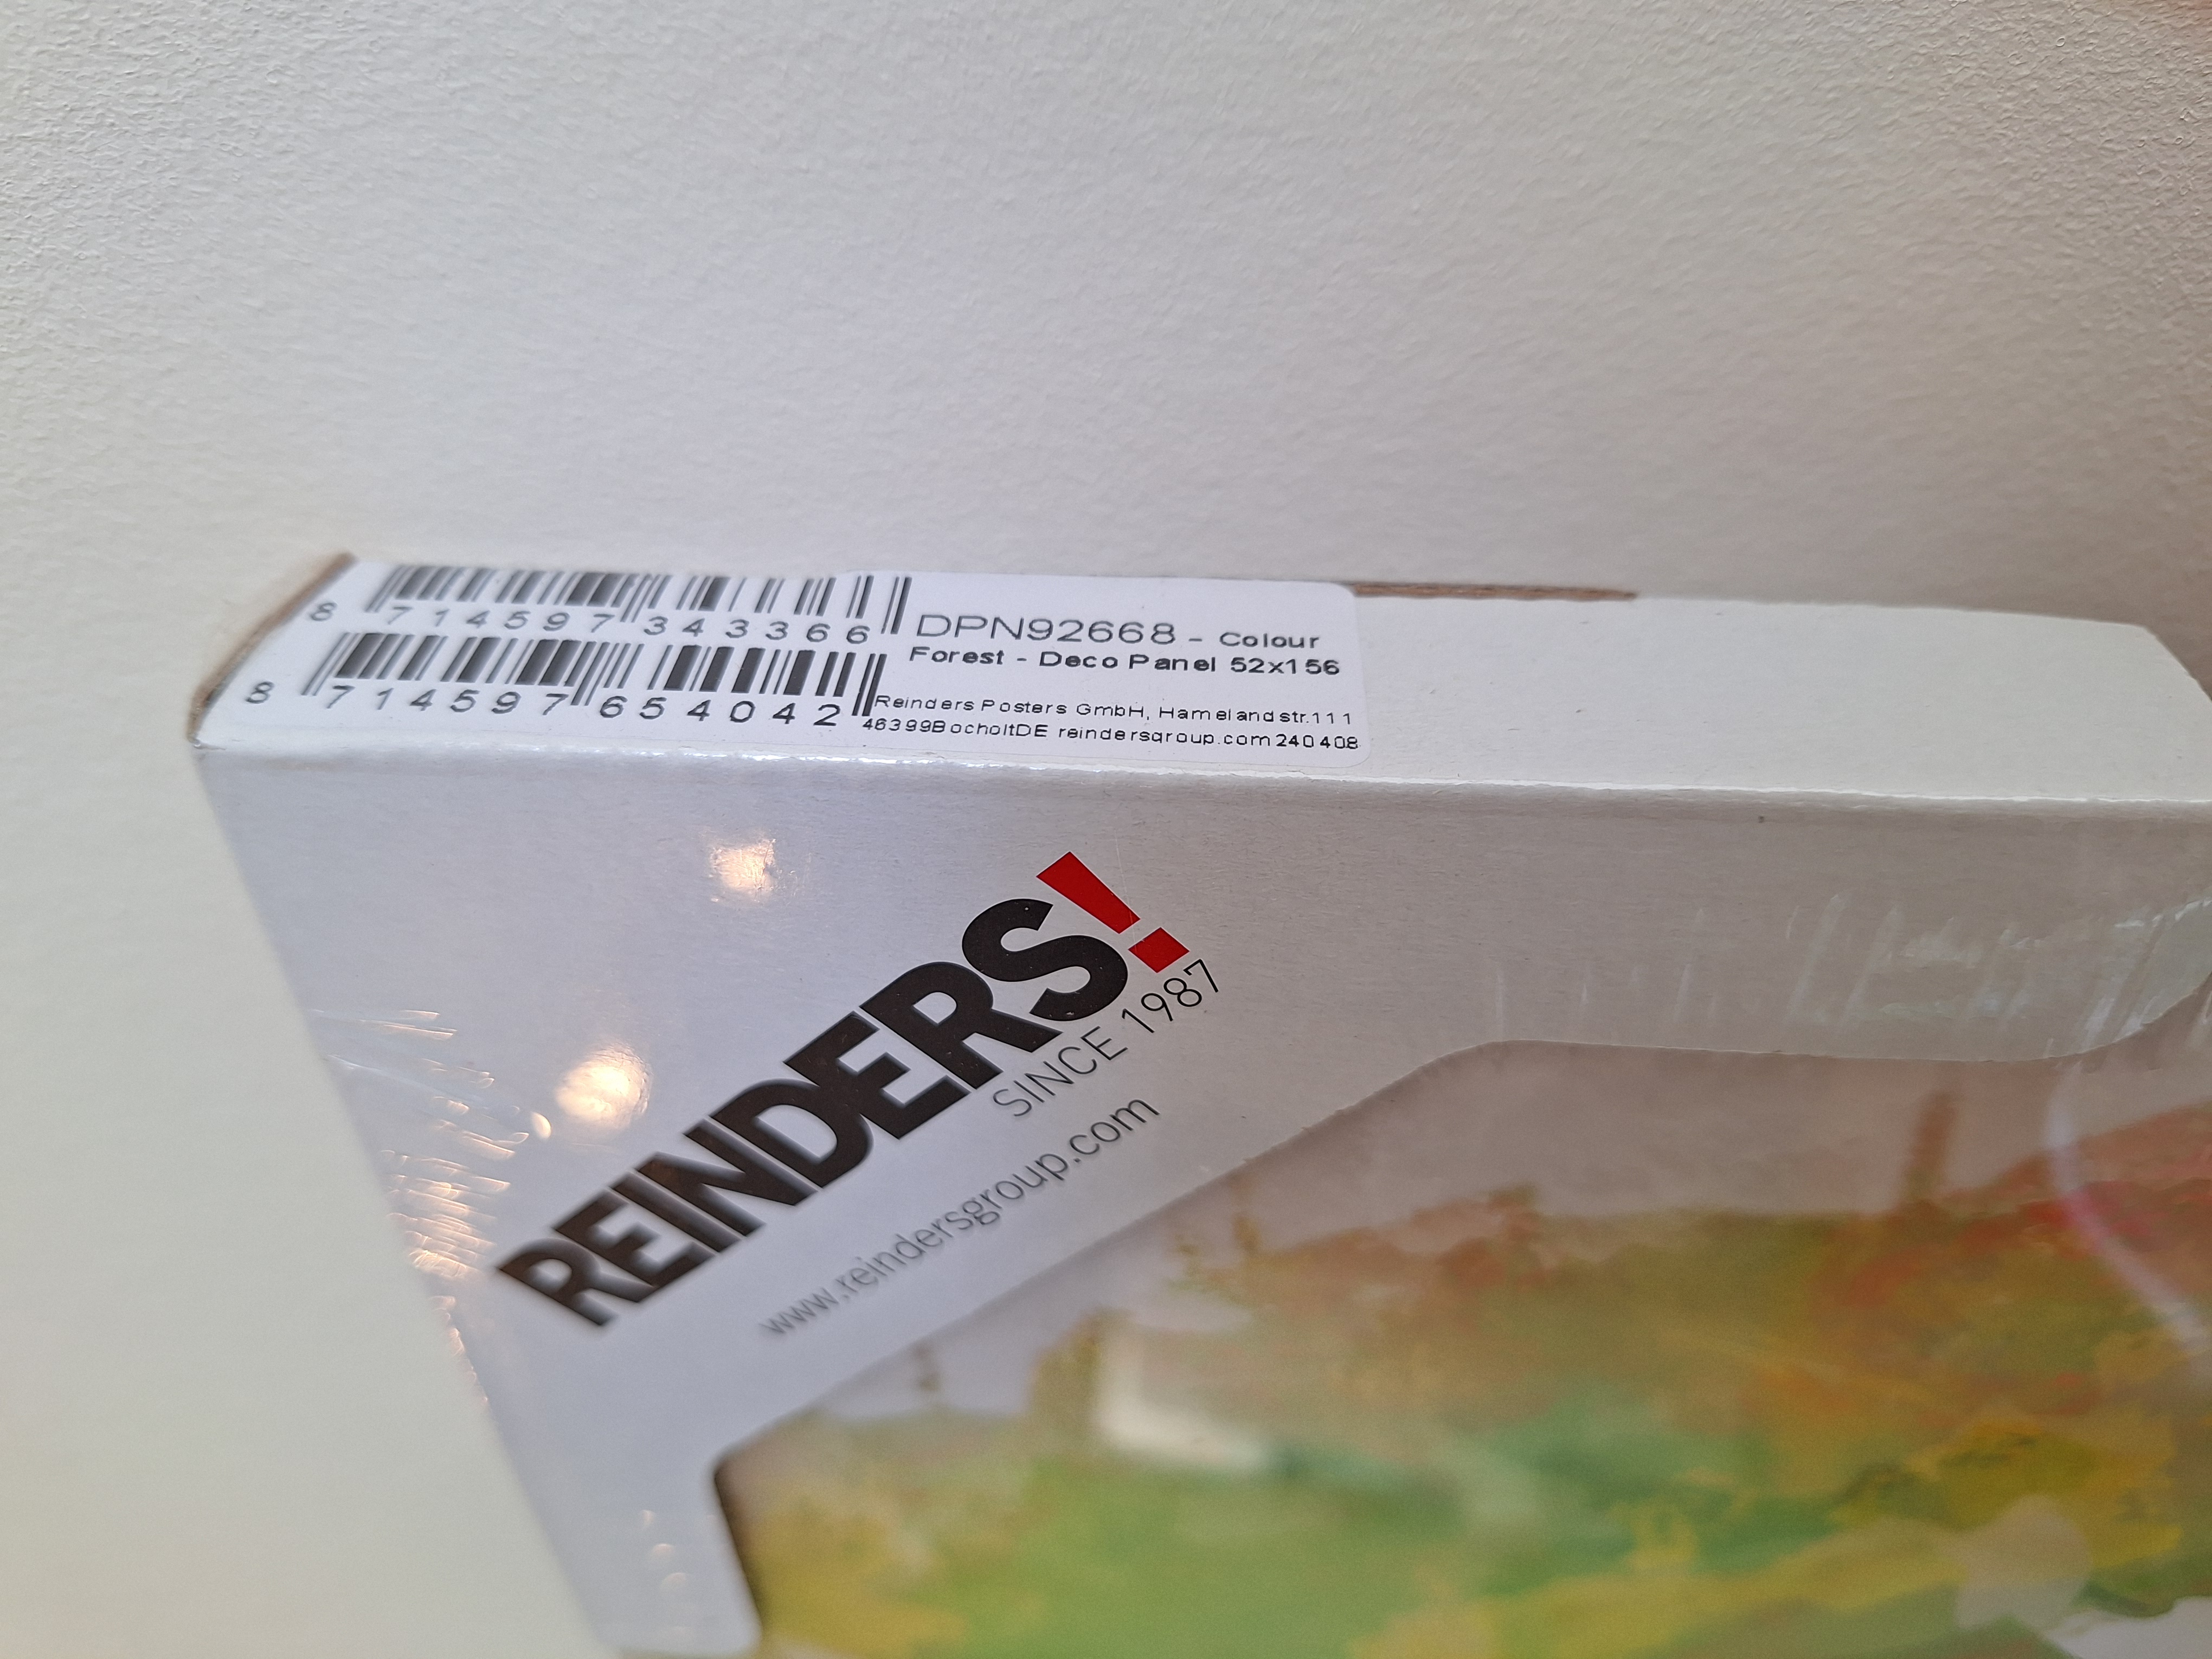 8 714597 343366
8 714597 654042
DPN92668 - Colour
Forest - Deco Panel 52x156
Reinders Posters GmbH, Hamelandstr.111
46399BocholtDE reindersgroup.com 240408
REINDERS!
SINCE 1987
www.reindersgroup.com